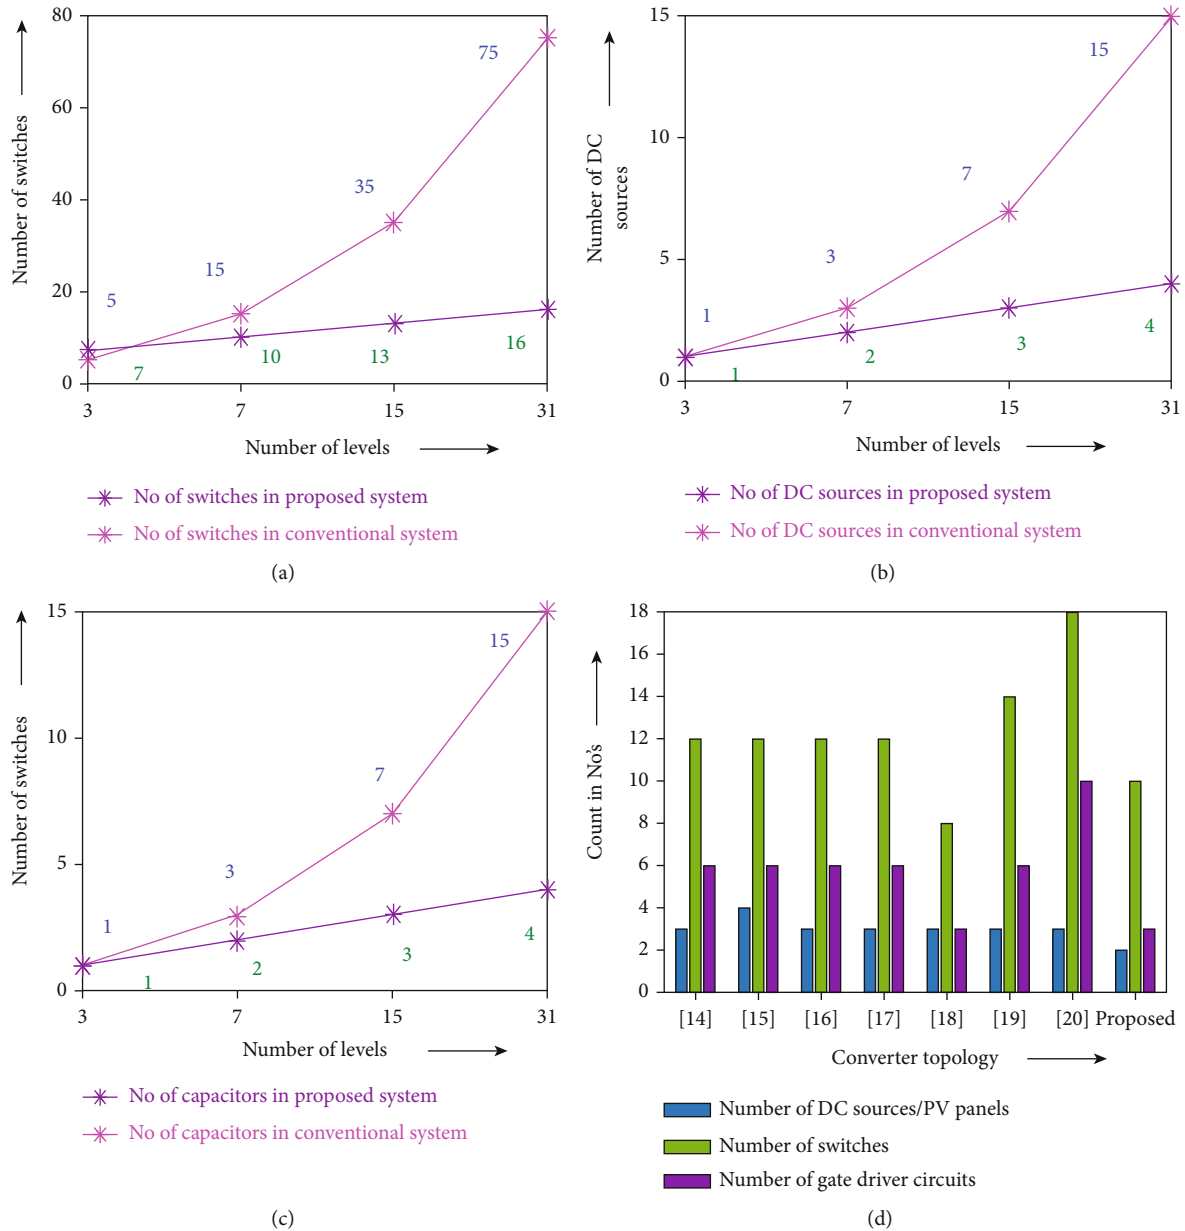 80
60
40
20
0
Number of switches
5
15
35
75
7
10
13
16
3 7 15 31
Number of levels
No of switches in proposed system
No of switches in conventional system
(a)
15
10
5
0
Number of DC
sources
1
3
7
15
1
2
3
4
3 7 15 31
Number of levels
No of DC sources in proposed system
No of DC sources in conventional system
(b)
15
10
5
0
Number of switches
1
3
7
15
1
2
3
4
3 7 15 31
Number of levels
No of capacitors in proposed system
No of capacitors in conventional system
(c)
18
16
14
12
10
8
6
4
2
0
Count in No's
[14] [15] [16] [17] [18] [19] [20] Proposed
Converter topology
Number of DC sources/PV panels
Number of switches
Number of gate driver circuits
(d)